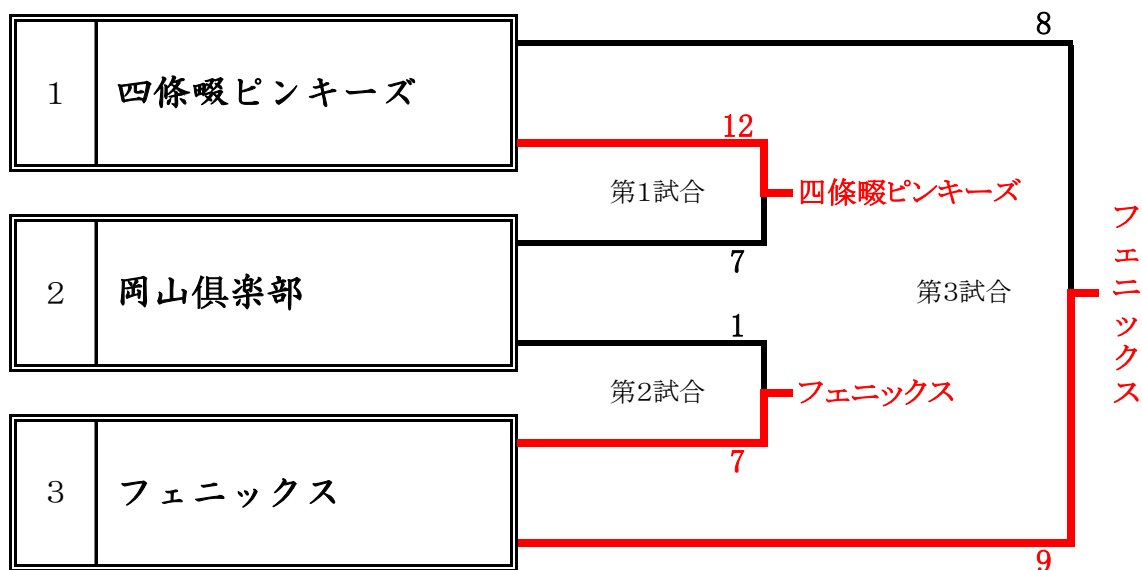 8
1 四條畷ピンキーズ
12
第1試合
四條畷ピンキーズ
7
2 岡山倶楽部
第3試合
フェニックス
1
第2試合
フェニックス
7
3 フェニックス
9